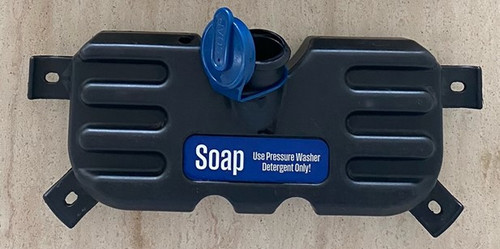 Soap
Use Pressure Washer
Detergent Only!